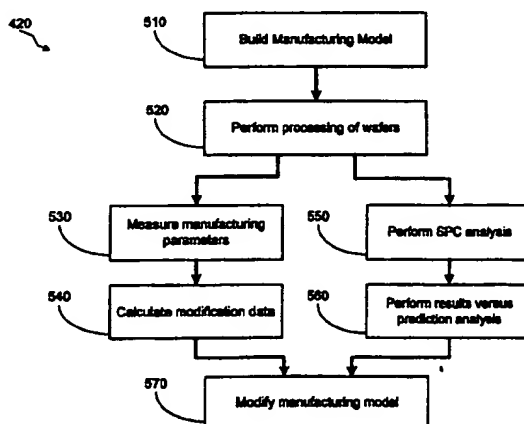 420
510
Build Manufacturing Model
520
Perform processing of wafers
530
Measure manufacturing
parameters
550
Perform SPC analysis
540
Calculate modification data
560
Perform results versus
prediction analysis
570
Modify manufacturing model